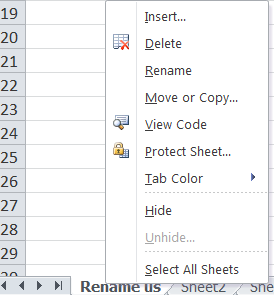 19
Insert...
20
Delete
21
Rename
22
Move or Copy...
23
View Code
24
Protect Sheet...
25
Tab Color
26
27
Hide
28
Unhide...
29
Select All Sheets
Rename us Sheet2 She